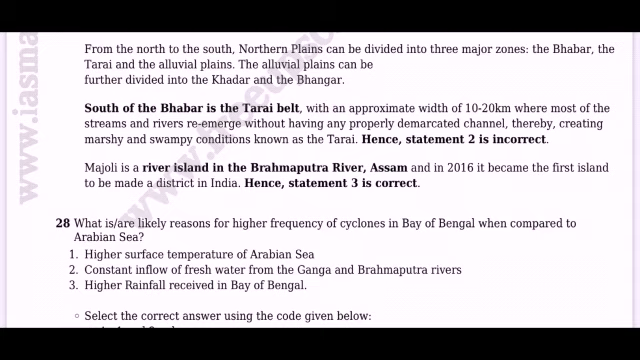 From the north to the south, Northern Plains can be divided into three major zones: the Bhabar, the
Tarai and the alluvial plains. The alluvial plains can be
further divided into the Khadar and the Bhangar.
South of the Bhabar is the Tarai belt, with an approximate width of 10-20km where most of the
streams and rivers re-emerge without having any properly demarcated channel, thereby, creating
marshy and swampy conditions known as the Tarai. Hence, statement 2 is incorrect.
Majoli is a river island in the Brahmaputra River, Assam and in 2016 it became the first island
to be made a district in India. Hence, statement 3 is correct.
28 What is/are likely reasons for higher frequency of cyclones in Bay of Bengal when compared to
Arabian Sea?
1. Higher surface temperature of Arabian Sea
2. Constant inflow of fresh water from the Ganga and Brahmaputra rivers
3. Higher Rainfall received in Bay of Bengal.
○ Select the correct answer using the code given below: